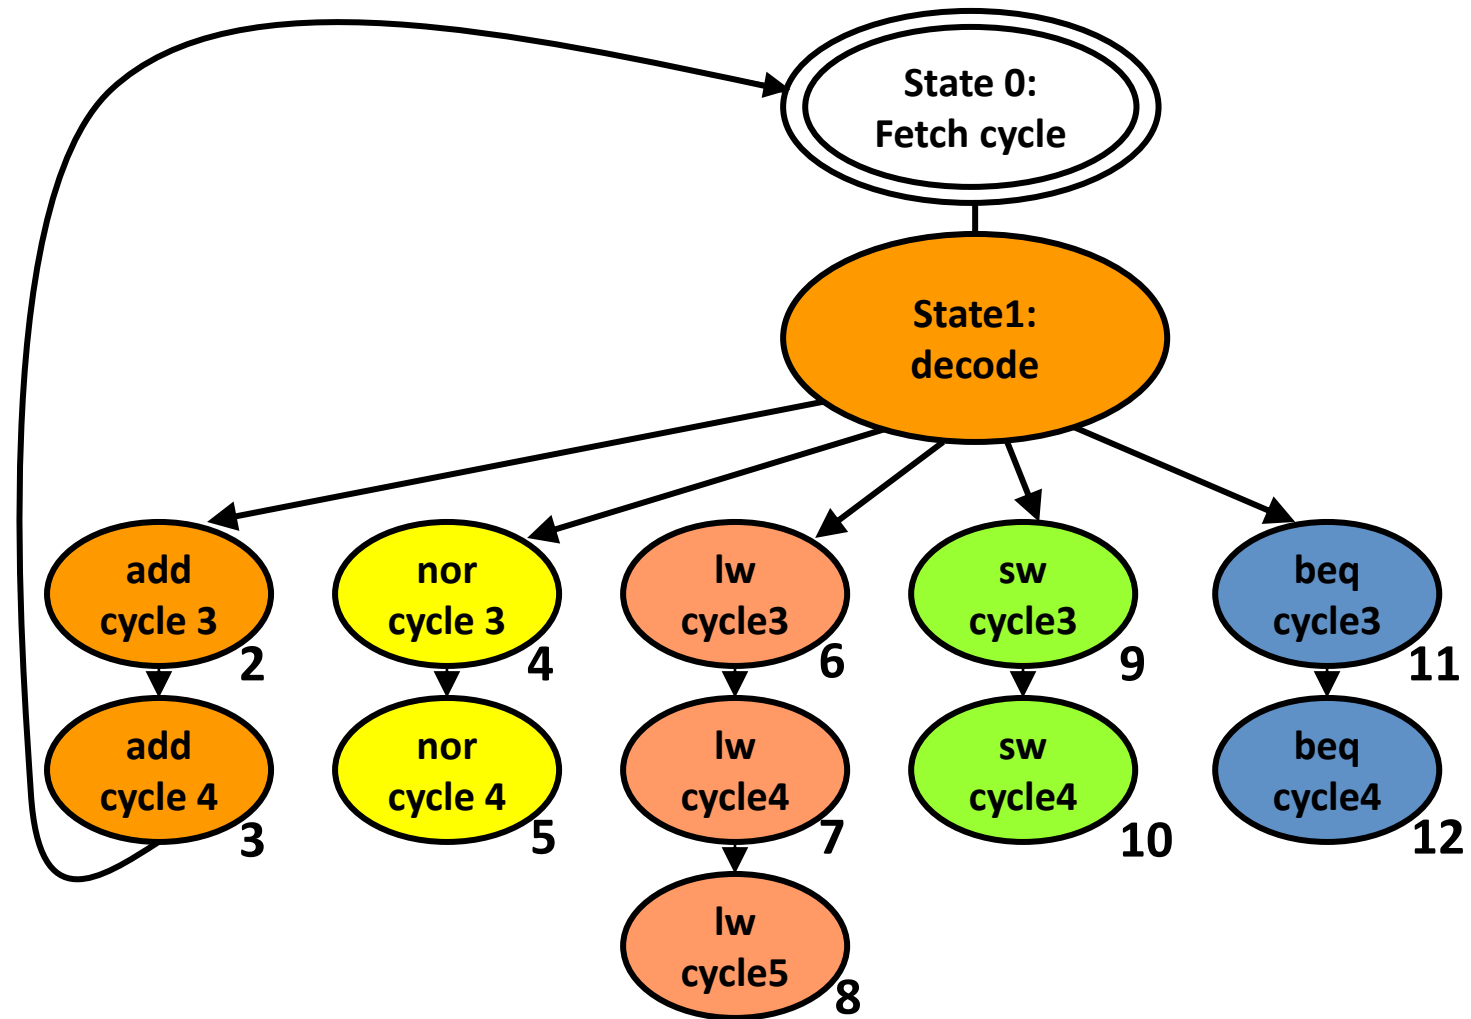 State 0:
Fetch cycle
State1:
decode
add
cycle 3
2
nor
cycle 3
4
lw
cycle3
6
sw
cycle3
9
beq
cycle3
11
add
cycle 4
3
nor
cycle 4
5
lw
cycle4
7
sw
cycle4
10
beq
cycle4
12
lw
cycle5
8